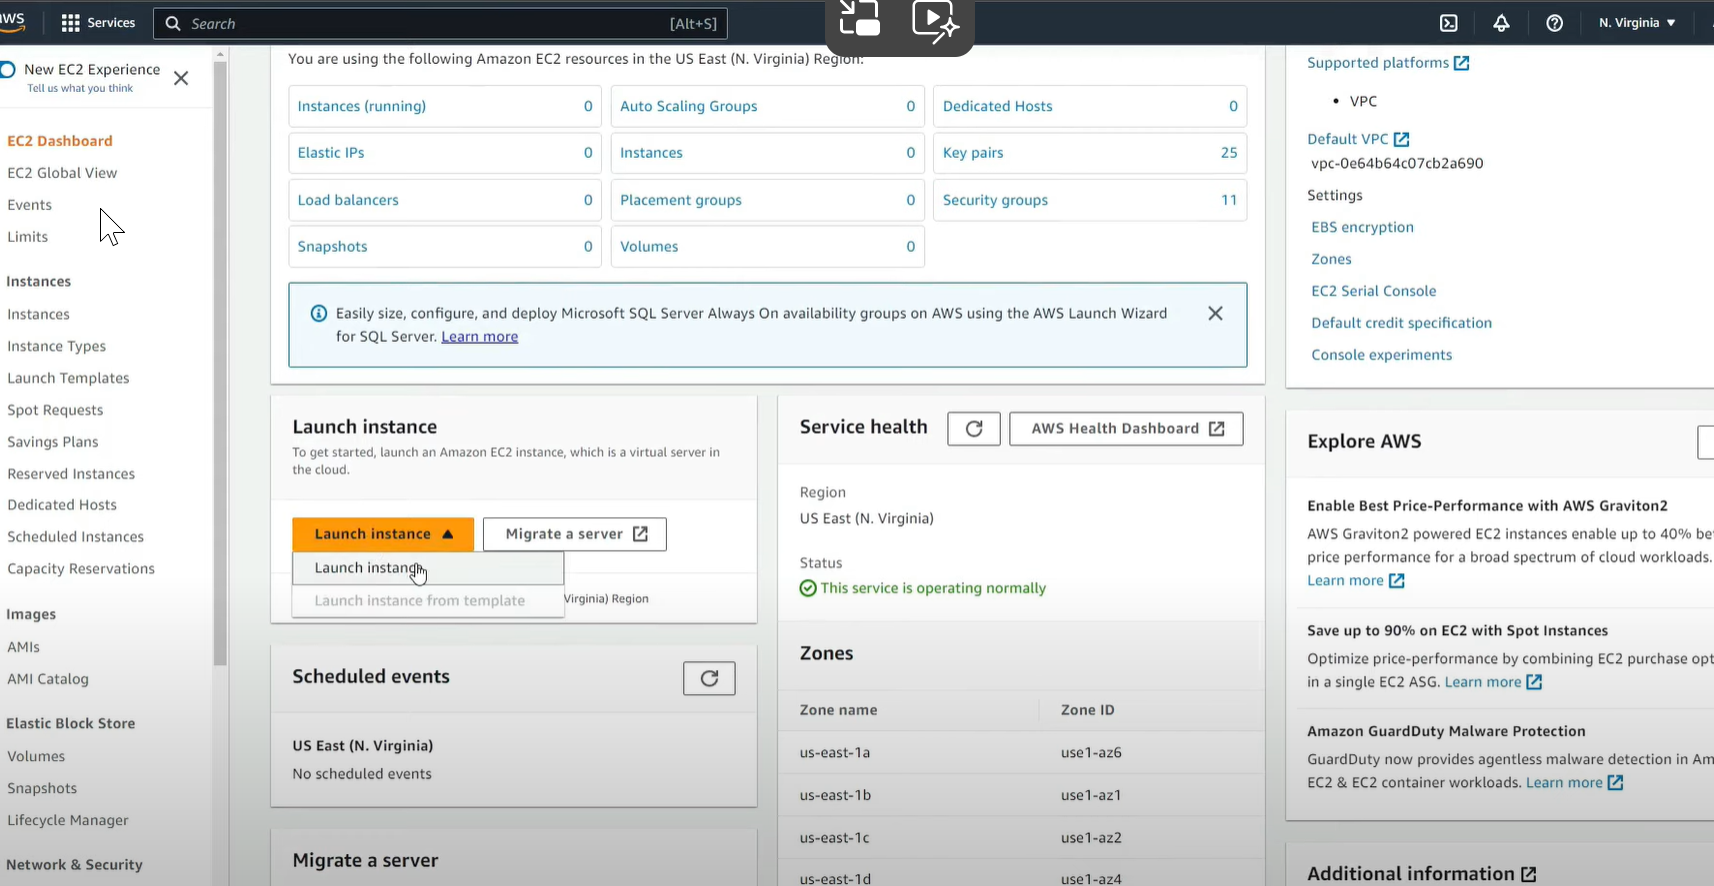 aws
Services
Search
[Alt+S]
N. Virginia
New EC2 Experience
Tell us what you think
EC2 Dashboard
EC2 Global View
Events
Limits
Instances
Instances
Instance Types
Launch Templates
Spot Requests
Savings Plans
Reserved Instances
Dedicated Hosts
Scheduled Instances
Capacity Reservations
Images
AMIs
AMI Catalog
Elastic Block Store
Volumes
Snapshots
Lifecycle Manager
Network & Security
You are using the following Amazon EC2 resources in the US East (N. Virginia) Region:
Instances (running) 0
Auto Scaling Groups 0
Dedicated Hosts 0
Elastic IPs 0
Instances 0
Key pairs 25
Load balancers 0
Placement groups 0
Security groups 11
Snapshots 0
Volumes 0
Easily size, configure, and deploy Microsoft SQL Server Always On availability groups on AWS using the AWS Launch Wizard
for SQL Server. Learn more
Launch instance
To get started, launch an Amazon EC2 instance, which is a virtual server in
the cloud.
Launch instance
Migrate a server
Launch instance
Launch instance from template
Virginia) Region
Scheduled events
US East (N. Virginia)
No scheduled events
Migrate a server
Service health
AWS Health Dashboard
Region
US East (N. Virginia)
Status
This service is operating normally
Zones
Zone name Zone ID
us-east-1a use1-az6
us-east-1b use1-az1
us-east-1c use1-az2
us-east-1d use1-az4
Supported platforms
• VPC
Default VPC
vpc-0e64b64c07cb2a690
Settings
EBS encryption
Zones
EC2 Serial Console
Default credit specification
Console experiments
Explore AWS
Enable Best Price-Performance with AWS Graviton2
AWS Graviton2 powered EC2 instances enable up to 40% be
price performance for a broad spectrum of cloud workloads.
Learn more
Save up to 90% on EC2 with Spot Instances
Optimize price-performance by combining EC2 purchase opt
in a single EC2 ASG. Learn more
Amazon GuardDuty Malware Protection
GuardDuty now provides agentless malware detection in Am
EC2 & EC2 container workloads. Learn more
Additional information